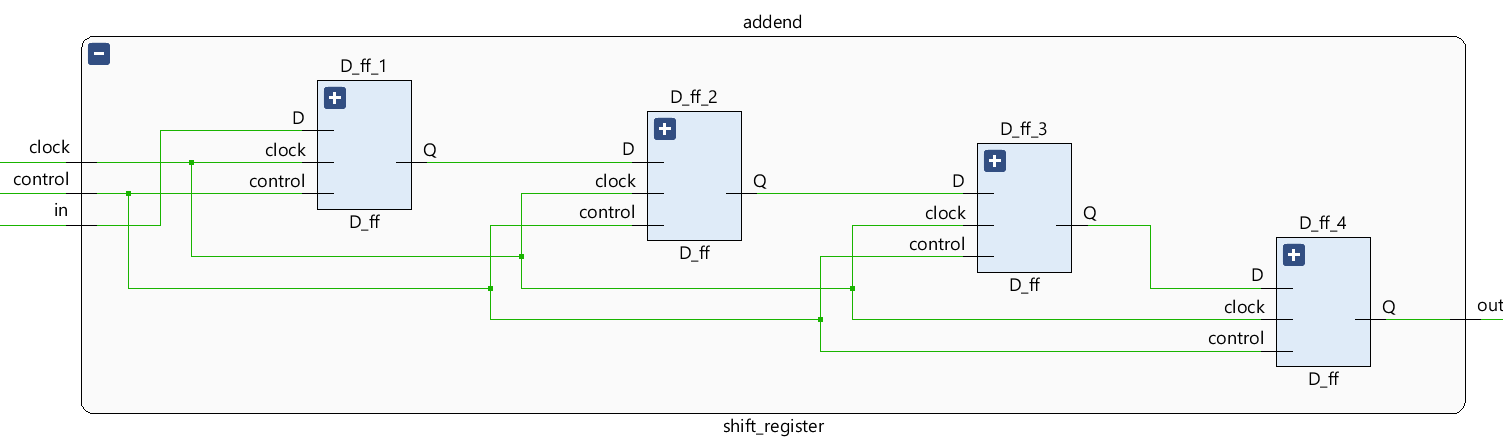 addend
D_ff_1
D
clock
control
Q
D_ff
D_ff_2
D
clock
control
Q
D_ff
D_ff_3
D
clock
control
Q
D_ff
D_ff_4
D
clock
control
Q
D_ff
clock
control
in
out
shift_register